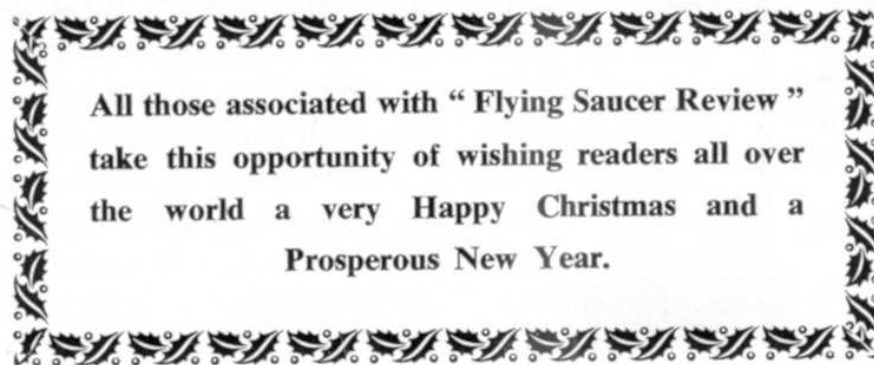 All those associated with “ Flying Saucer Review ”
take this opportunity of wishing readers all over
the world a very Happy Christmas and a
Prosperous New Year.